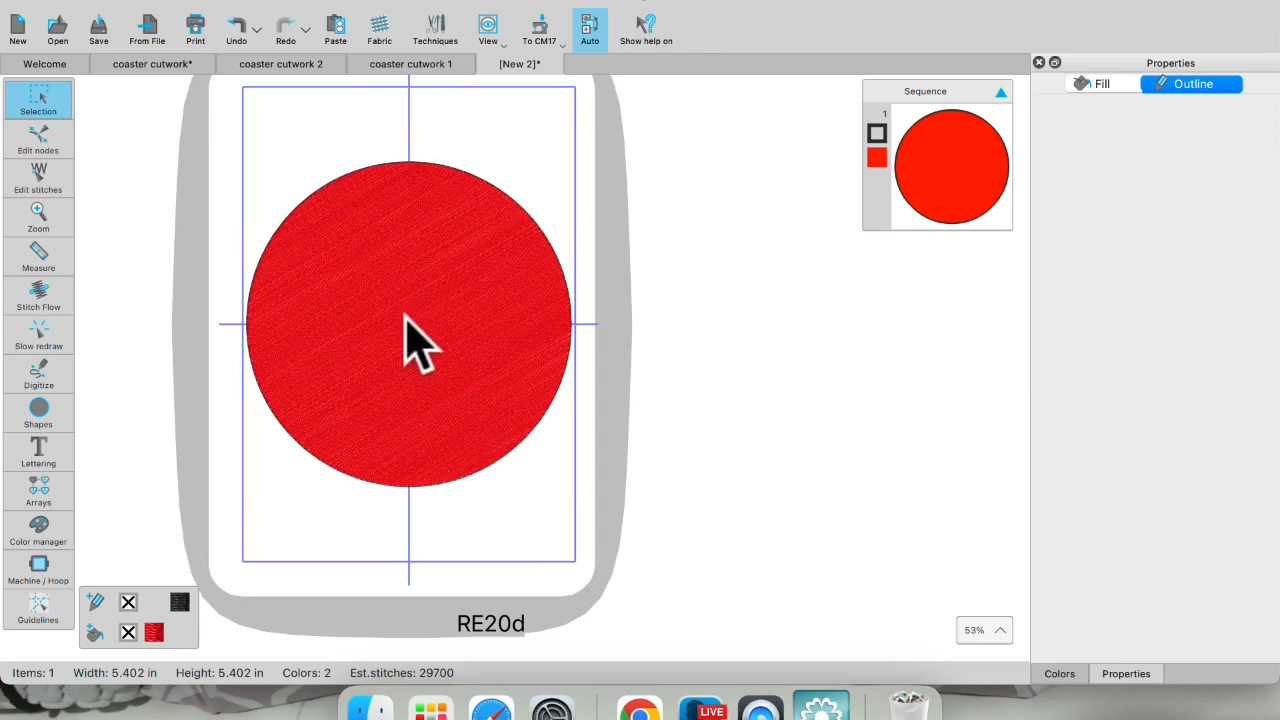 New Open Save From File Print Undo Redo Paste Fabric Techniques View To CM17 Auto Show help on
Welcome coaster cutwork* coaster cutwork 2 coaster cutwork 1 [New 2]*
Properties
Fill Outline
Selection
Edit nodes
Edit stitches
Zoom
Measure
Stitch Flow
Slow redraw
Digitize
Shapes
Lettering
Arrays
Color manager
Machine / Hoop
Guidelines
Sequence
1
RE20d
53%
Items: 1 Width: 5.402 in Height: 5.402 in Colors: 2 Est.stitches: 29700
Colors Properties
LIVE